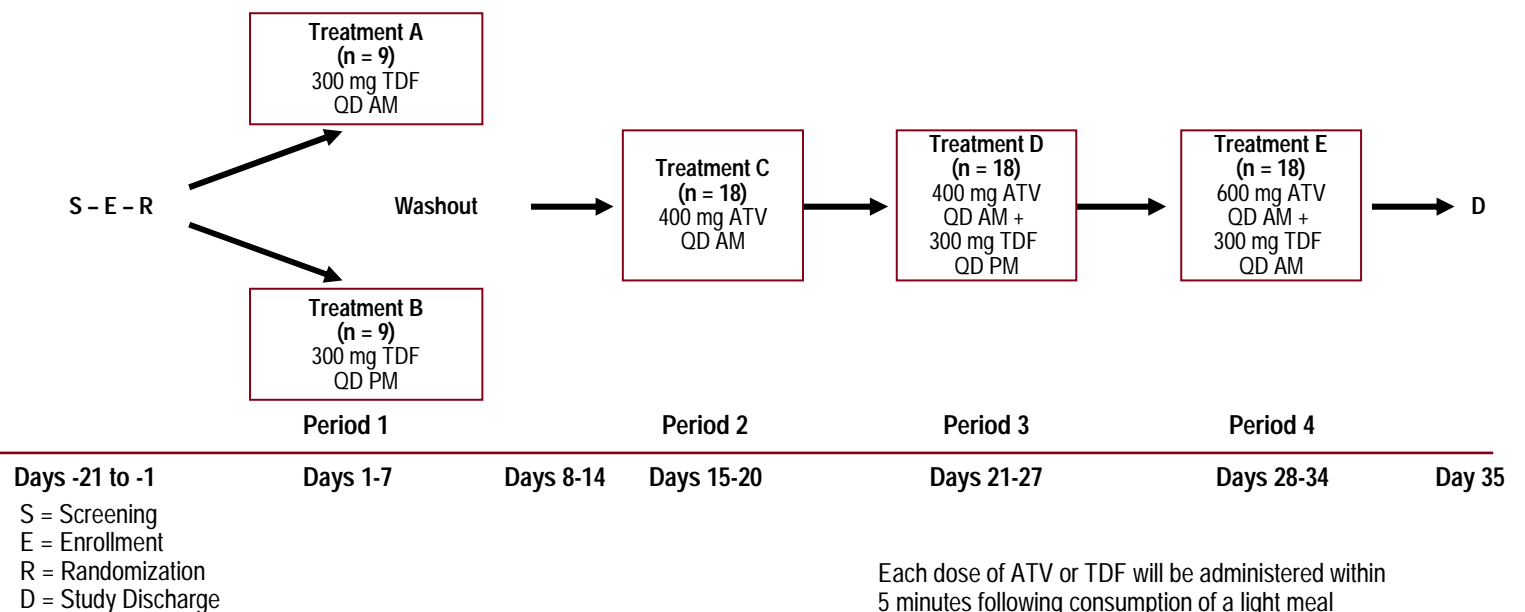 Treatment A
(n = 9)
300 mg TDF
QD AM
S – E – R
Washout
Treatment B
(n = 9)
300 mg TDF
QD PM
Treatment C
(n = 18)
400 mg ATV
QD AM
Treatment D
(n = 18)
400 mg ATV
QD AM +
300 mg TDF
QD PM
Treatment E
(n = 18)
600 mg ATV
QD AM +
300 mg TDF
QD AM
D
Period 1
Period 2
Period 3
Period 4
Days -21 to -1
Days 1-7
Days 8-14
Days 15-20
Days 21-27
Days 28-34
Day 35
S = Screening
E = Enrollment
R = Randomization
D = Study Discharge
Each dose of ATV or TDF will be administered within
5 minutes following consumption of a light meal